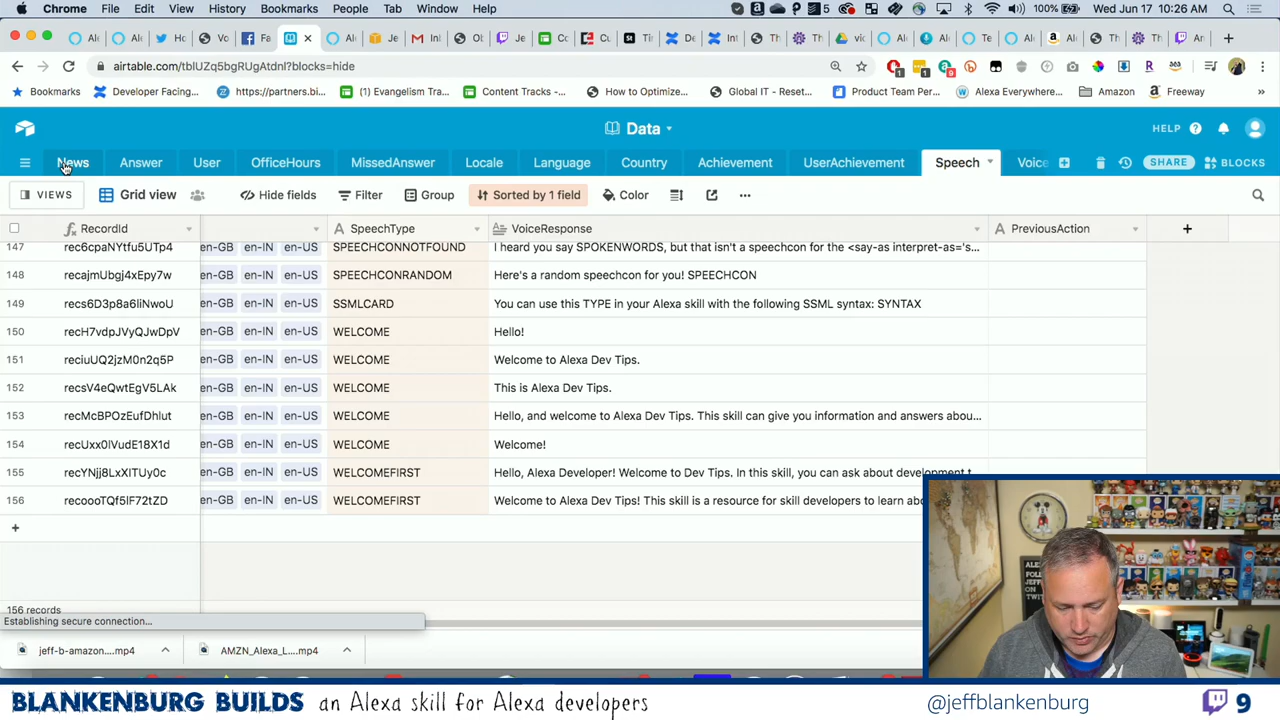 Chrome File Edit View History Bookmarks People Tab Window Help 5 100% Wed Jun 17 10:26 AM
airtable.com/tblUZq5bgRUgAtdnI?blocks=hide
Bookmarks Developer Facing... https://partners.bi... (1) Evangelism Tra... Content Tracks... How to Optimize... Global IT - Reset... Product Team Per... Alexa Everywhere... Amazon Freeway »
Data HELP
News Answer User OfficeHours MissedAnswer Locale Language Country Achievement UserAchievement Speech Voice SHARE BLOCKS
VIEWS Grid view Hide fields Filter Group Sorted by 1 field Color
RecordId SpeechType VoiceResponse PreviousAction
147 rec6cpaNYtfu5UTp4 en-GB en-IN en-US SPEECHCONNOTFOUND I heard you say SPOKENWORDS, but that isn't a speechcon for the <say-as interpret-as='s...
148 recajmUbgj4xEpy7w en-GB en-IN en-US SPEECHCONRANDOM Here's a random speechcon for you! SPEECHCON
149 recs6D3p8a6liNwoU en-GB en-IN en-US SSMLCARD You can use this TYPE in your Alexa skill with the following SSML syntax: SYNTAX
150 recH7vdpJVyQJwDpV en-GB en-IN en-US WELCOME Hello!
151 reciuUQ2jzM0n2q5P en-GB en-IN en-US WELCOME Welcome to Alexa Dev Tips.
152 recsV4eQwtEgV5LAk en-GB en-IN en-US WELCOME This is Alexa Dev Tips.
153 recMcBPOzEufDhlut en-GB en-IN en-US WELCOME Hello, and welcome to Alexa Dev Tips. This skill can give you information and answers abou...
154 recUxx0lVudE18X1d en-GB en-IN en-US WELCOME Welcome!
155 recYNjj8LxXITUy0c en-GB en-IN en-US WELCOMEFIRST Hello, Alexa Developer! Welcome to Dev Tips. In this skill, you can ask about development t
156 recoooTQf5IF72tZD en-GB en-IN en-US WELCOMEFIRST Welcome to Alexa Dev Tips! This skill is a resource for skill developers to learn abo
156 records
Establishing secure connection...
jeff-b-amazon....mp4 AMZN_Alexa_L....mp4
BLANKENBURG BUILDS an Alexa skill for Alexa developers @jeffblankenburg 9